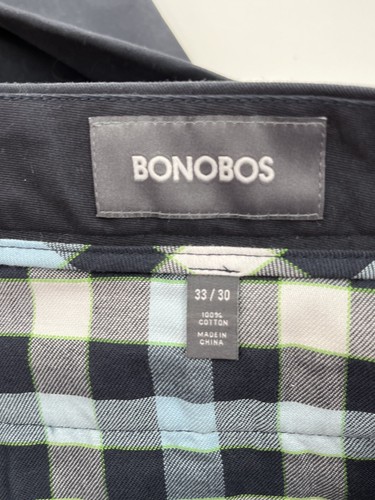 BONOBOS
33 / 30
100%
COTTON
MADE IN
CHINA